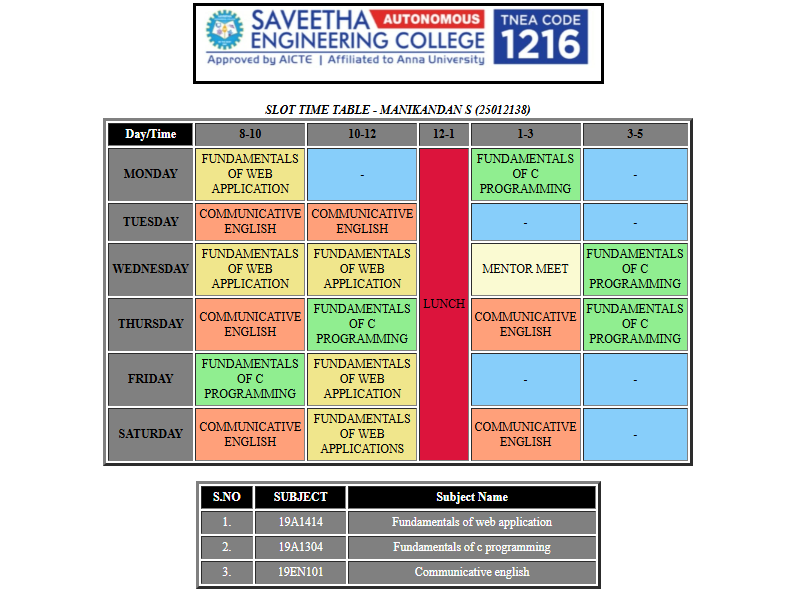 SAVEETHA AUTONOMOUS
ENGINEERING COLLEGE
Approved by AICTE | Affiliated to Anna University
TNEA CODE
1216
SLOT TIME TABLE - MANIKANDAN S (25012138)
Day/Time 8-10 10-12 12-1 1-3 3-5
MONDAY
FUNDAMENTALS
OF WEB
APPLICATION
-
LUNCH
FUNDAMENTALS
OF C
PROGRAMMING
-
TUESDAY
COMMUNICATIVE
ENGLISH
COMMUNICATIVE
ENGLISH
-
-
WEDNESDAY
FUNDAMENTALS
OF WEB
APPLICATION
FUNDAMENTALS
OF WEB
APPLICATION
MENTOR MEET
FUNDAMENTALS
OF C
PROGRAMMING
THURSDAY
COMMUNICATIVE
ENGLISH
FUNDAMENTALS
OF C
PROGRAMMING
COMMUNICATIVE
ENGLISH
FUNDAMENTALS
OF C
PROGRAMMING
FRIDAY
FUNDAMENTALS
OF C
PROGRAMMING
FUNDAMENTALS
OF WEB
APPLICATION
-
-
SATURDAY
COMMUNICATIVE
ENGLISH
FUNDAMENTALS
OF WEB
APPLICATIONS
COMMUNICATIVE
ENGLISH
-
S.NO SUBJECT Subject Name
1. 19A1414 Fundamentals of web application
2. 19A1304 Fundamentals of c programming
3. 19EN101 Communicative english